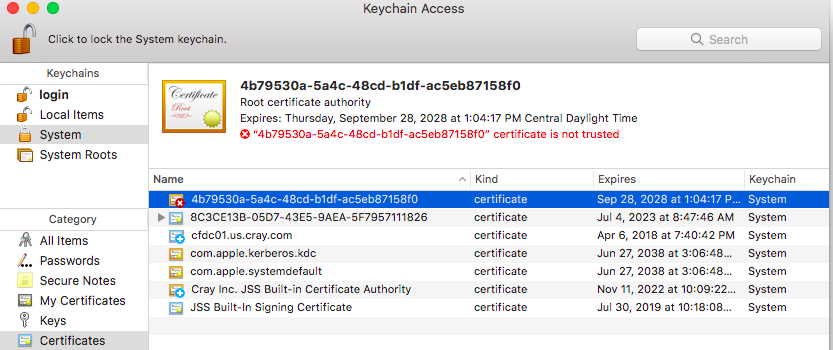 Keychain Access
Click to lock the System keychain.
Search
Keychains
login
Local Items
System
System Roots
Certificate
Root
4b79530a-5a4c-48cd-b1df-ac5eb87158f0
Root certificate authority
Expires: Thursday, September 28, 2028 at 1:04:17 PM Central Daylight Time
“4b79530a-5a4c-48cd-b1df-ac5eb87158f0” certificate is not trusted
Name Kind Expires Keychain
4b79530a-5a4c-48cd-b1df-ac5eb87158f0 certificate Sep 28, 2028 at 1:04:17 P... System
8C3CE13B-05D7-43E5-9AEA-5F7957111826 certificate Jul 4, 2023 at 8:47:46 AM System
cfdc01.us.cray.com certificate Apr 6, 2018 at 7:40:42 PM System
com.apple.kerberos.kdc certificate Jun 27, 2038 at 3:06:48... System
com.apple.systemdefault certificate Jun 27, 2038 at 3:06:48... System
Cray Inc. JSS Built-in Certificate Authority certificate Nov 11, 2022 at 10:09:22... System
JSS Built-In Signing Certificate certificate Jul 30, 2019 at 10:18:08... System
Category
All Items
Passwords
Secure Notes
My Certificates
Keys
Certificates